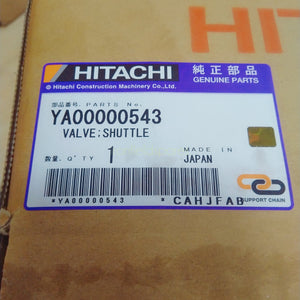 HITACHI
HITACHI
Hitachi Construction Machinery Co., Ltd.
純正部品
GENUINE PARTS
部品番号. PARTS No.
YA00000543
VALVE;SHUTTLE
数量. Q'TY 1 MADE IN JAPAN
SUPPORT CHAIN
*YA00000543 * CAHJFAB